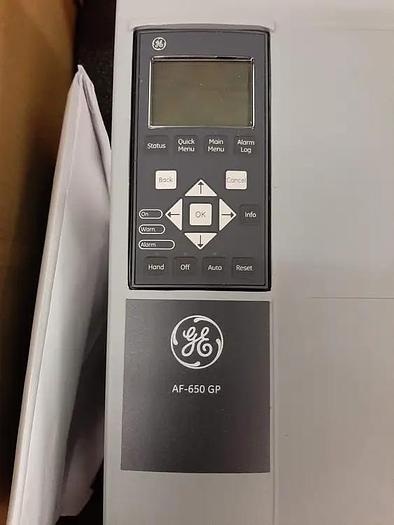 GE
Status Quick Menu Main Menu Alarm Log
Back Cancel
On OK Info
Warn.
Alarm
Hand Off Auto Reset
GE
AF-650 GP